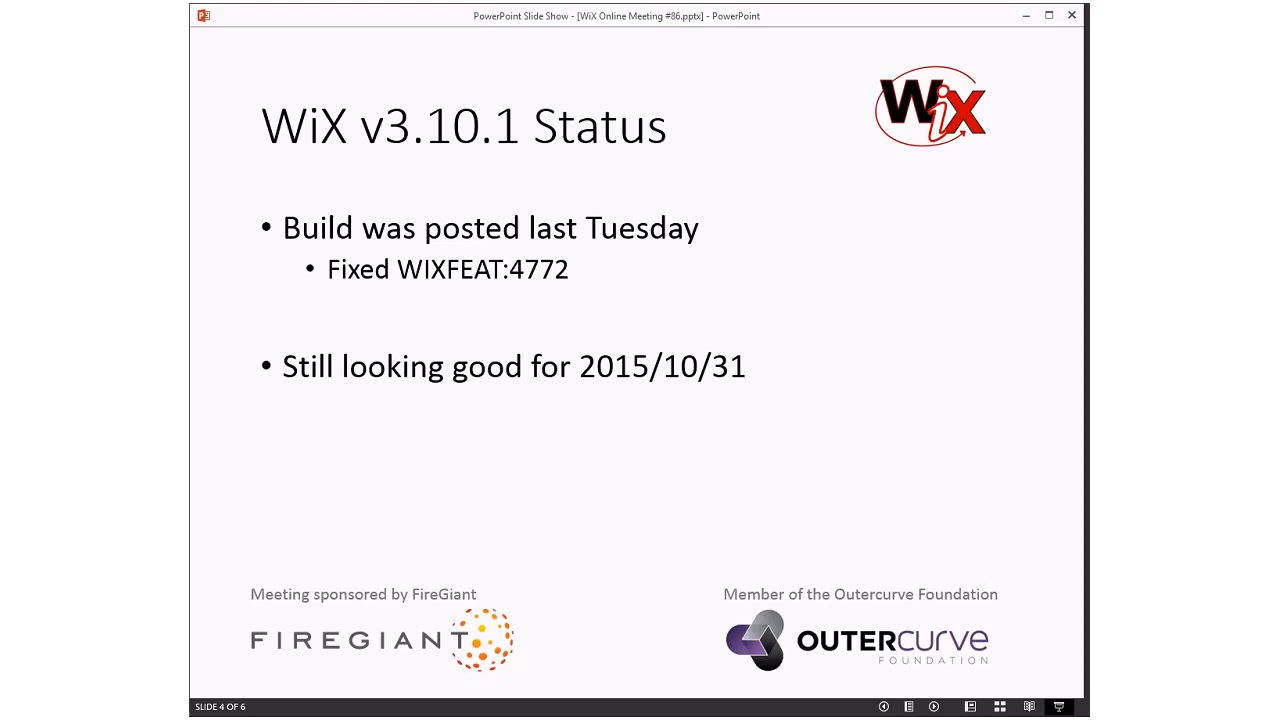 PowerPoint Slide Show - [WiX Online Meeting #86.pptx] - PowerPoint
WiX
WiX v3.10.1 Status
• Build was posted last Tuesday
• Fixed WIXFEAT:4772
• Still looking good for 2015/10/31
Meeting sponsored by FireGiant
Member of the Outercurve Foundation
FIREGIANT
OUTERCURVE
FOUNDATION
SLIDE 4 OF 6